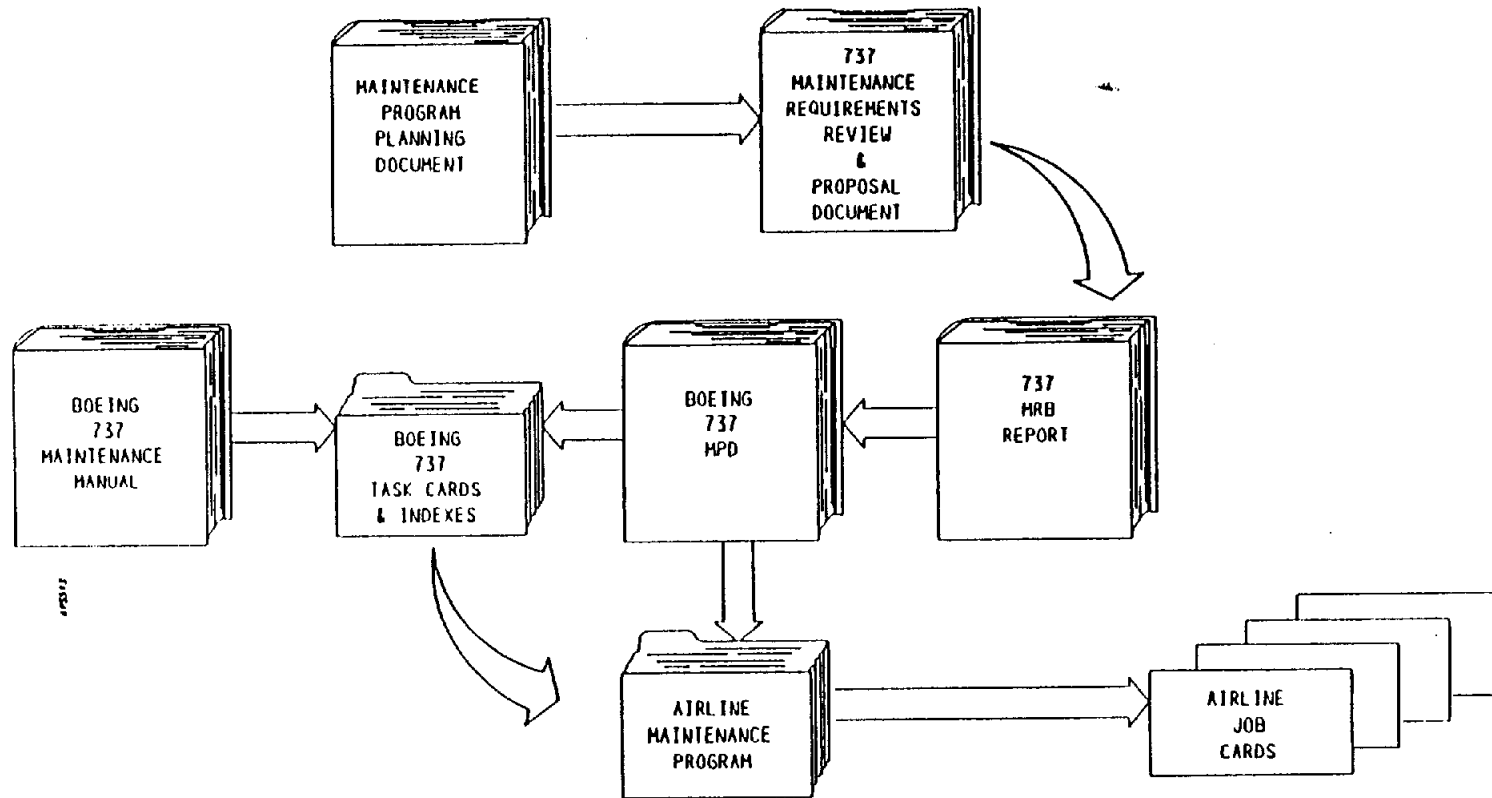 MAINTENANCE
PROGRAM
PLANNING
DOCUMENT
737
MAINTENANCE
REQUIREMENTS
REVIEW
&
PROPOSAL
DOCUMENT
BOEING
737
MAINTENANCE
MANUAL
BOEING
737
TASK CARDS
& INDEXES
BOEING
737
MPD
737
MRB
REPORT
AIRLINE
MAINTENANCE
PROGRAM
AIRLINE
JOB
CARDS